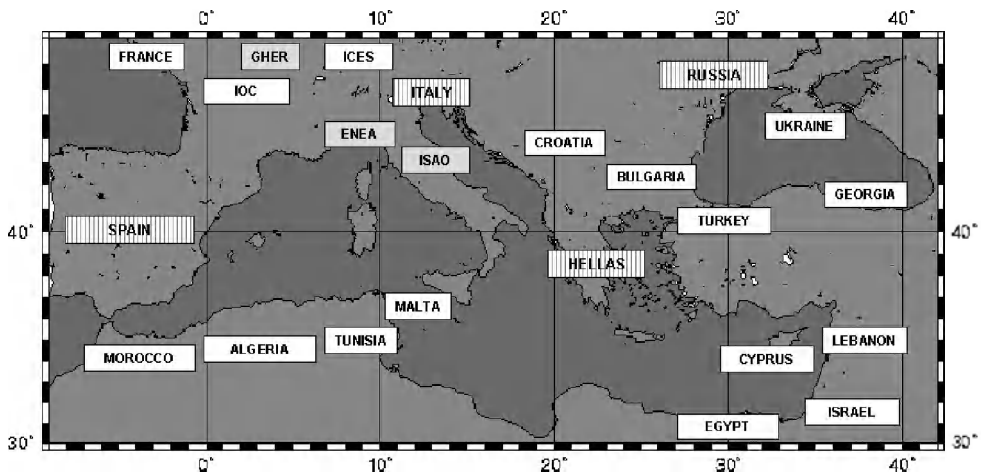 0° 10° 20° 30° 40°
FRANCE GHER ICES
RUSSIA
IOC ITALY
UKRAINE
ENEA CROATIA
ISAO
BULGARIA
GEORGIA
SPAIN TURKEY
40° 40°
HELLAS
MALTA
TUNISIA LEBANON
ALGERIA
MOROCCO CYPRUS
ISRAEL
EGYPT
30° 30°
0° 10° 20° 30° 40°